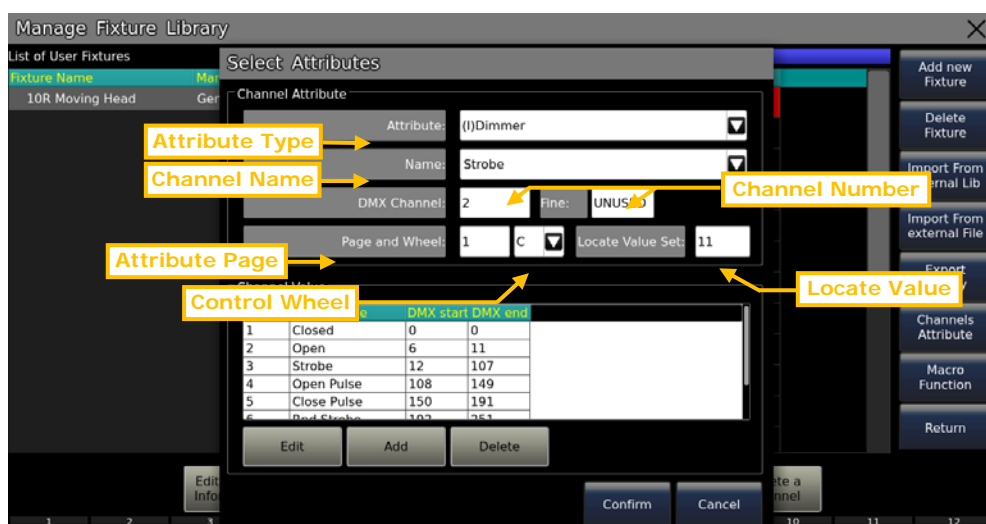 Manage Fixture Library
List of User Fixtures
Fixture Name
10R Moving Head
Select Attributes
Channel Attribute
Attribute: (I)Dimmer
Attribute Type
Name: Strobe
Channel Name
DMX Channel: 2 Fine:
Channel Number
Page and Wheel: 1 C Locate Value Set: 11
Attribute Page
Control Wheel
Locate Value
DMX start DMX end
1 Closed 0 0
2 Open 6 11
3 Strobe 12 107
4 Open Pulse 108 149
5 Close Pulse 150 191
Edit Add Delete
Confirm Cancel
Add new
Fixture
Delete
Fixture
Import From
Import From
external File
Channels
Attribute
Macro
Function
Return
1 2 3 10 11 12